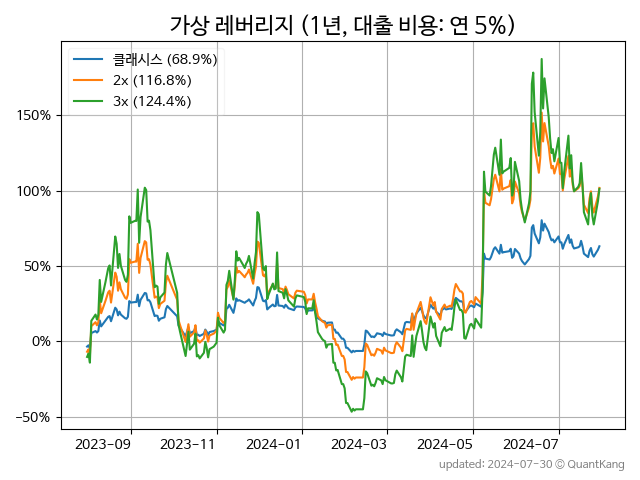 가상 레버리지 (1년, 대출 비용: 연 5%)
클래시스 (68.9%)
2x (116.8%)
3x (124.4%)
150%
100%
50%
0%
−50%
2023-09 2023-11 2024-01 2024-03 2024-05 2024-07
updated: 2024-07-30 © QuantKang